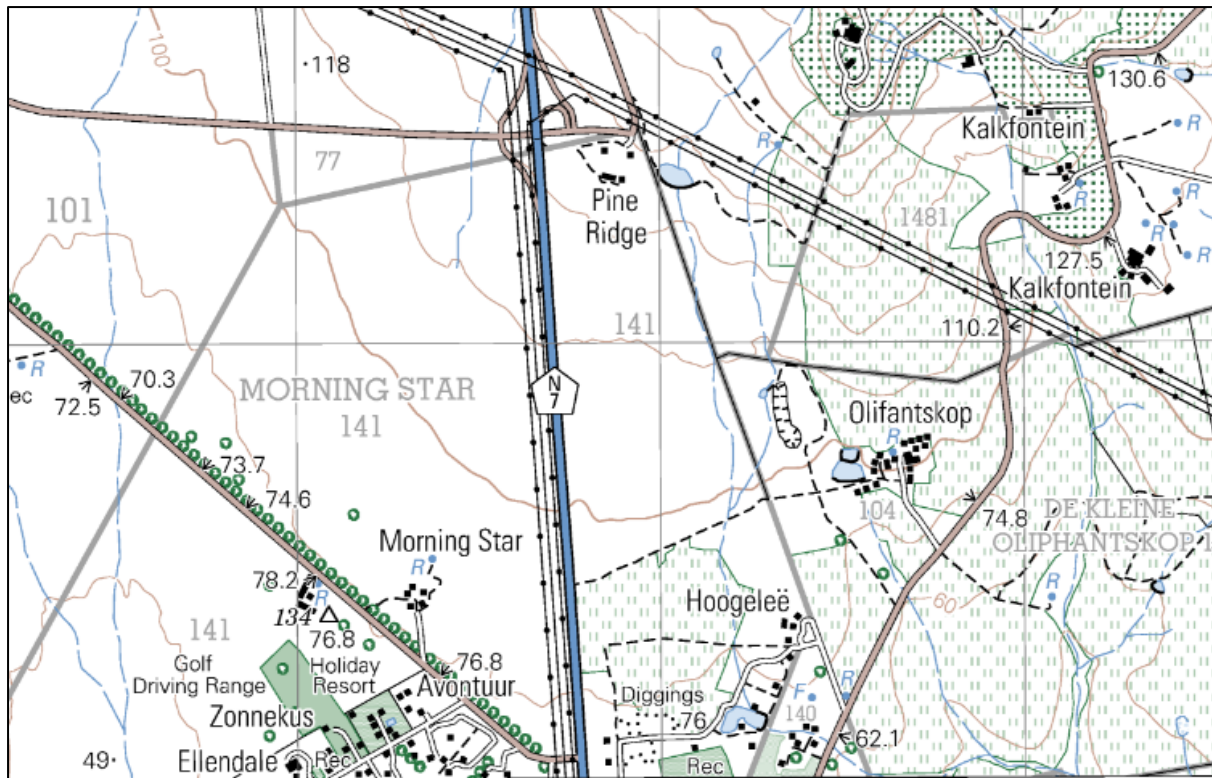 100
118
130.6
Kalkfontein
R
R
77
R
R
Pine
Ridge
101
1481
R
R
127.5
Kalkfontein
141
110.2
R
ec
72.5
70.3
MORNING STAR
141
N
7
Olifantskop
R
73.7
74.6
104
74.8
DE KLEINE
OLIPHANTSKOP 1
Morning Star
R
78.2
R
134
76.8
60
R
Hoogeleë
141
Golf
Driving Range
Holiday
Resort
76.8
Avontuur
Diggings
76
F
R
140
Zonnekus
62.1
C
49
Ellendale
Rec
Rec